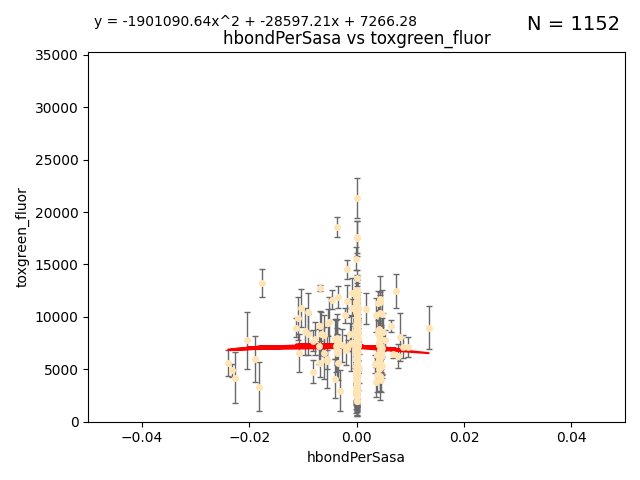 y = -1901090.64x^2 + -28597.21x + 7266.28
N = 1152
hbondPerSasa vs toxgreen_fluor
35000
30000
25000
20000
15000
10000
5000
0
toxgreen_fluor
−0.04
−0.02
0.00
0.02
0.04
hbondPerSasa